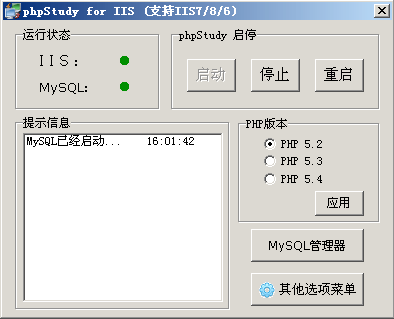 phpStudy for IIS (支持IIS7/8/6)
运行状态
IIS：
MySQL：
phpStudy 启停
启动 停止 重启
提示信息
MySQL已经启动... 16:01:42
PHP版本
PHP 5.2
PHP 5.3
PHP 5.4
应用
MySQL管理器
其他选项菜单